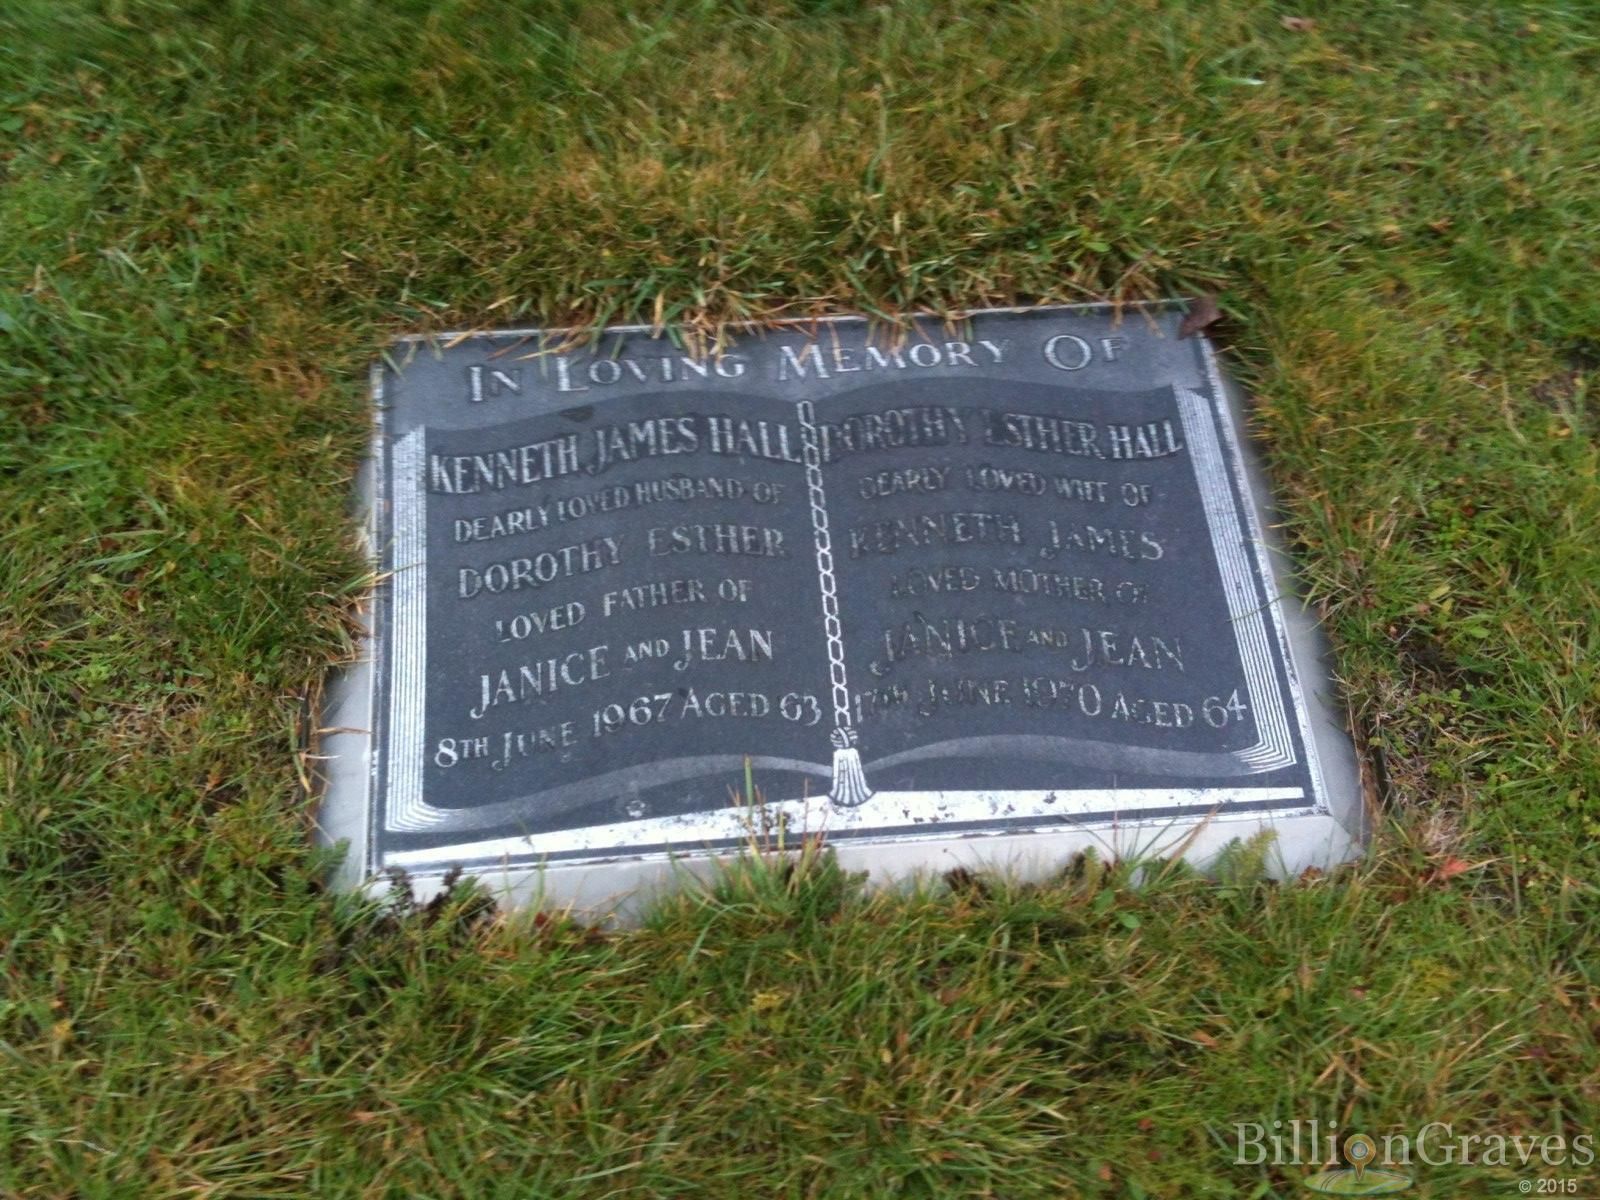 In Loving Memory Of
KENNETH JAMES HALL
DEARLY LOVED HUSBAND OF
DOROTHY ESTHER
LOVED FATHER OF
JANICE AND JEAN
8TH JUNE 1967 AGED 63
DOROTHY ESTHER HALL
DEARLY LOVED WIFE OF
KENNETH JAMES
LOVED MOTHER OF
JANICE AND JEAN
17TH JUNE 1970 AGED 64
BillionGraves
© 2015